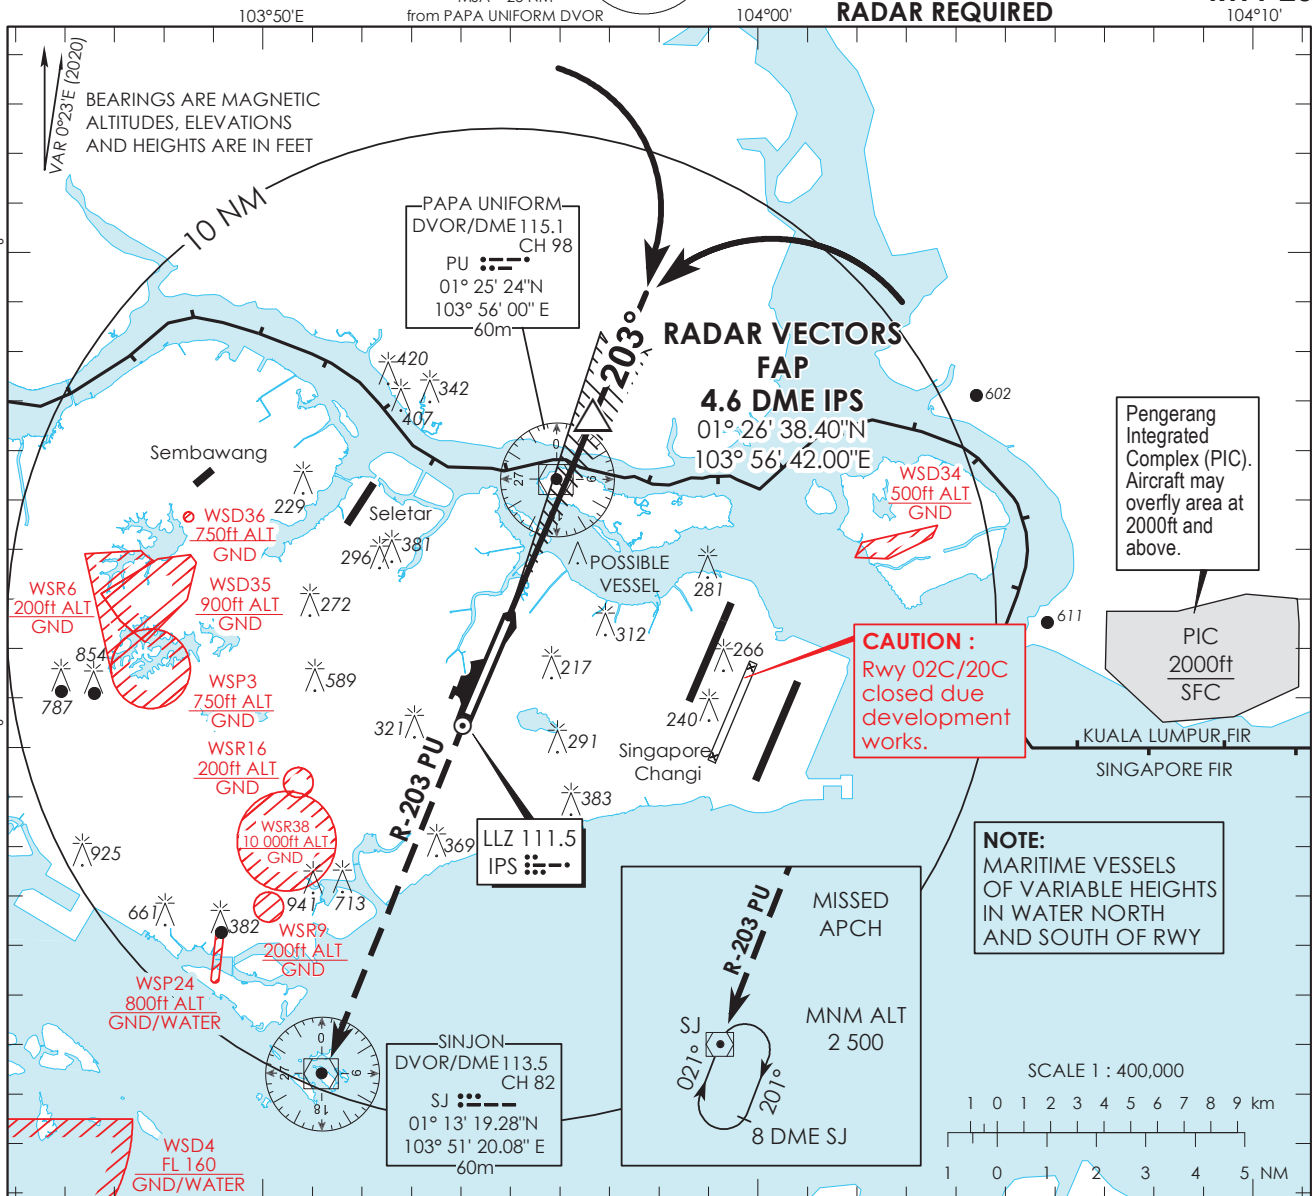 from PAPA UNIFORM DVOR
RADAR REQUIRED
103°50'E
104°00'
104°10'
VAR 0°23'E (2020)
BEARINGS ARE MAGNETIC
ALTITUDES, ELEVATIONS
AND HEIGHTS ARE IN FEET
10 NM
PAPA UNIFORM
DVOR/DME 115.1
CH 98
PU
01° 25' 24"N
103° 56' 00" E
60m
203°
RADAR VECTORS
FAP
4.6 DME IPS
01° 26' 38.40"N
103° 56' 42.00"E
420
342
407
602
Pengerang
Integrated
Complex (PIC).
Aircraft may
overfly area at
2000ft and
above.
Sembawang
229
Seletar
296
381
0
9
27
WSD34
500ft ALT
GND
WSD36
750ft ALT
GND
WSR6
200ft ALT
GND
WSD35
900ft ALT
GND
272
POSSIBLE
VESSEL
281
312
611
PIC
2000ft
SFC
854
787
WSP3
750ft ALT
GND
589
217
266
240
CAUTION :
Rwy 02C/20C
closed due
development
works.
321
291
Singapore
Changi
KUALA LUMPUR FIR
SINGAPORE FIR
WSR16
200ft ALT
GND
R-203 PU
383
WSR38
10 000ft ALT
GND
369
LLZ 111.5
IPS
925
941
713
661
382
WSR9
200ft ALT
GND
WSP24
800ft ALT
GND/WATER
NOTE:
MARITIME VESSELS
OF VARIABLE HEIGHTS
IN WATER NORTH
AND SOUTH OF RWY
MISSED
APCH
R-203 PU
MNM ALT
2 500
SJ
021°
201°
8 DME SJ
0
9
18
27
SINJON
DVOR/DME 113.5
CH 82
SJ
01° 13' 19.28"N
103° 51' 20.08" E
60m
WSD4
FL 160
GND/WATER
SCALE 1 : 400,000
1 0 1 2 3 4 5 6 7 8 9 km
1 0 1 2 3 4 5 NM